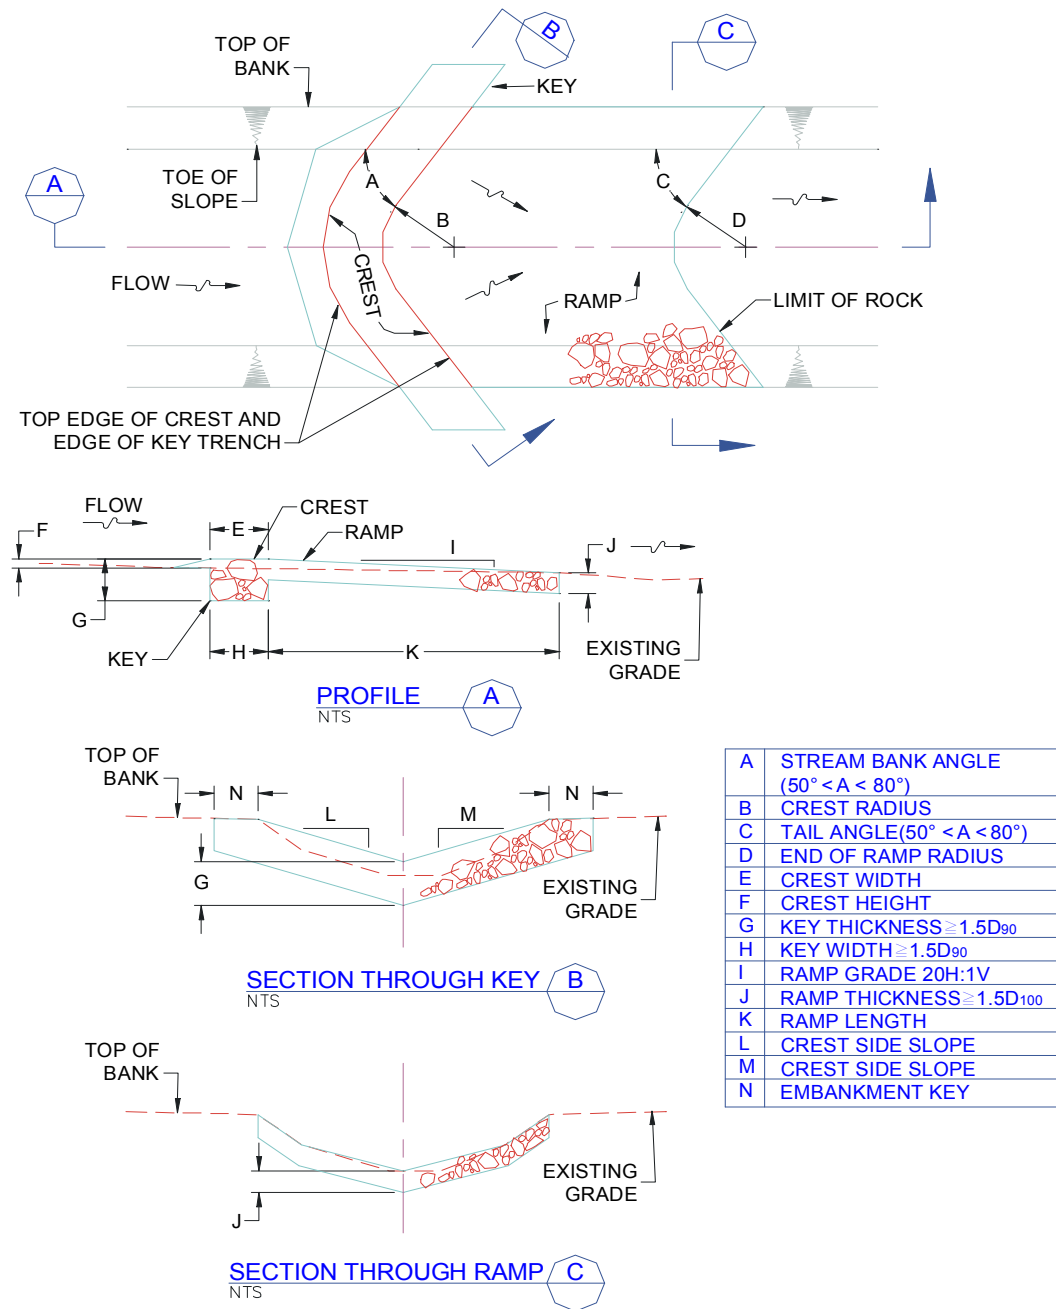 B
C
TOP OF
BANK
KEY
A
TOE OF
SLOPE
A
C
B
D
FLOW
CREST
RAMP
LIMIT OF ROCK
TOP EDGE OF CREST AND
EDGE OF KEY TRENCH
FLOW
CREST
F
E
RAMP
I
J
G
KEY
H
K
EXISTING
GRADE
PROFILE
NTS
A
TOP OF
BANK
N
L
M
N
G
EXISTING
GRADE
SECTION THROUGH KEY
NTS
B
A STREAM BANK ANGLE
(50° < A < 80°)
B CREST RADIUS
C TAIL ANGLE(50° < A < 80°)
D END OF RAMP RADIUS
E CREST WIDTH
F CREST HEIGHT
G KEY THICKNESS≧1.5D90
H KEY WIDTH≧1.5D90
I RAMP GRADE 20H:1V
J RAMP THICKNESS≧1.5D100
K RAMP LENGTH
L CREST SIDE SLOPE
M CREST SIDE SLOPE
N EMBANKMENT KEY
TOP OF
BANK
EXISTING
GRADE
J
SECTION THROUGH RAMP
NTS
C